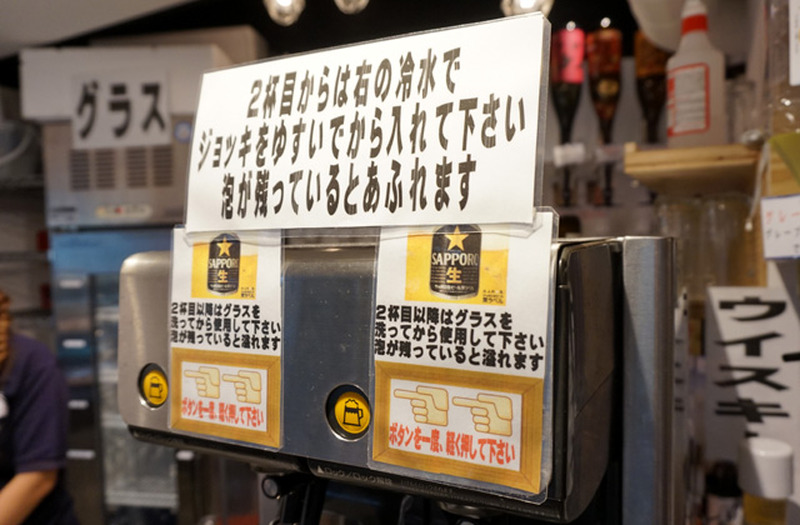 グラス
2杯目からは右の冷水で
ジョッキをゆすいでから入れて下さい
泡が残っているとあふれます
SAPPORO
生
2杯目以降はグラスを
洗ってから使用して下さい
泡が残っていると溢れます
ボタンを一度、軽く押して下さい
SAPPORO
生
2杯目以降はグラスを
洗ってから使用して下さい
泡が残っていると溢れます
ボタンを一度、軽く押して下さい
ウイスキー